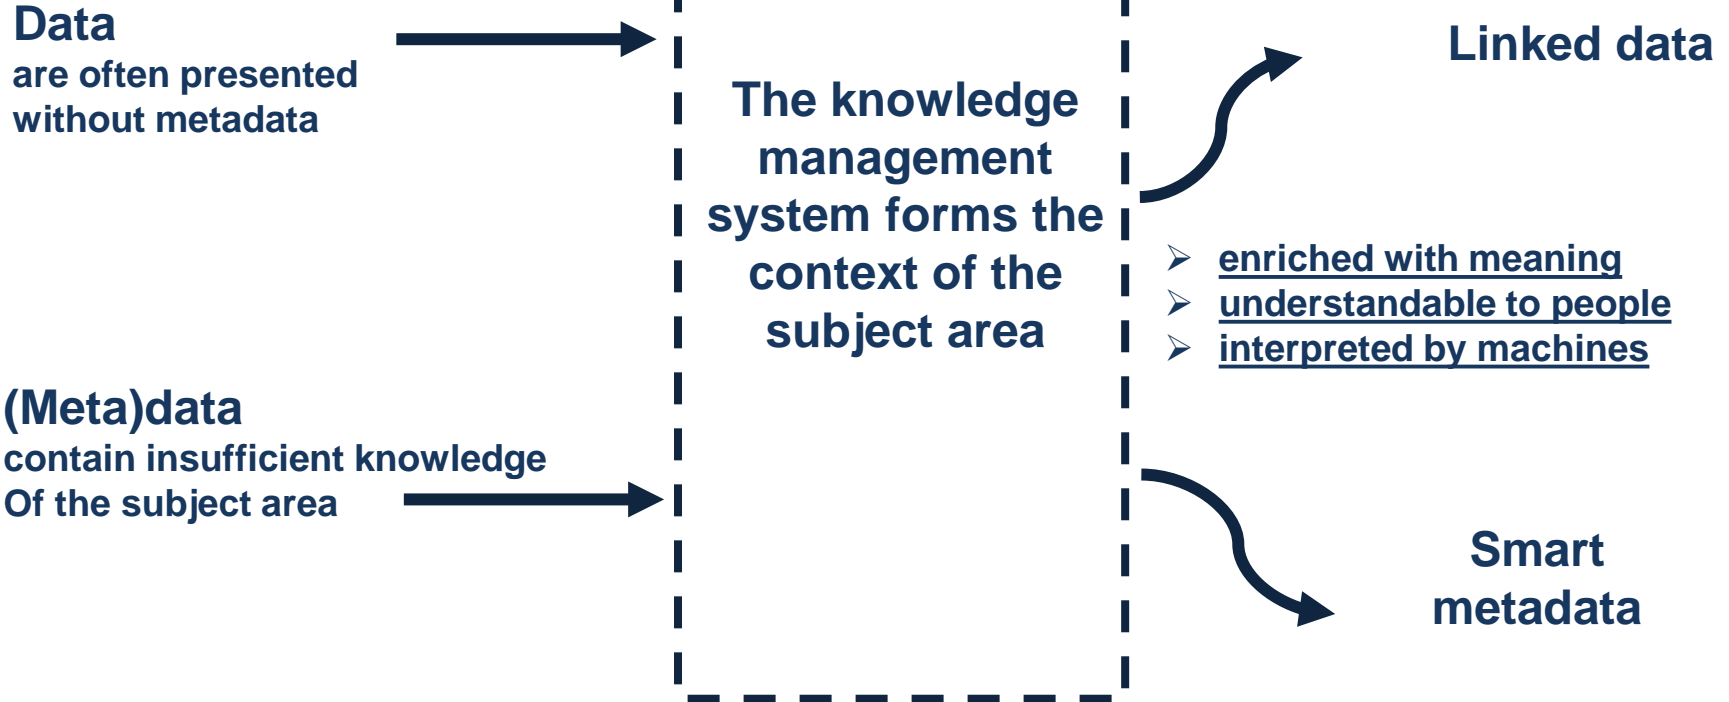 Data
are often presented
without metadata
(Meta)data
contain insufficient knowledge
Of the subject area
The knowledge
management
system forms the
context of the
subject area
Linked data
➢ enriched with meaning
➢ understandable to people
➢ interpreted by machines
Smart
metadata